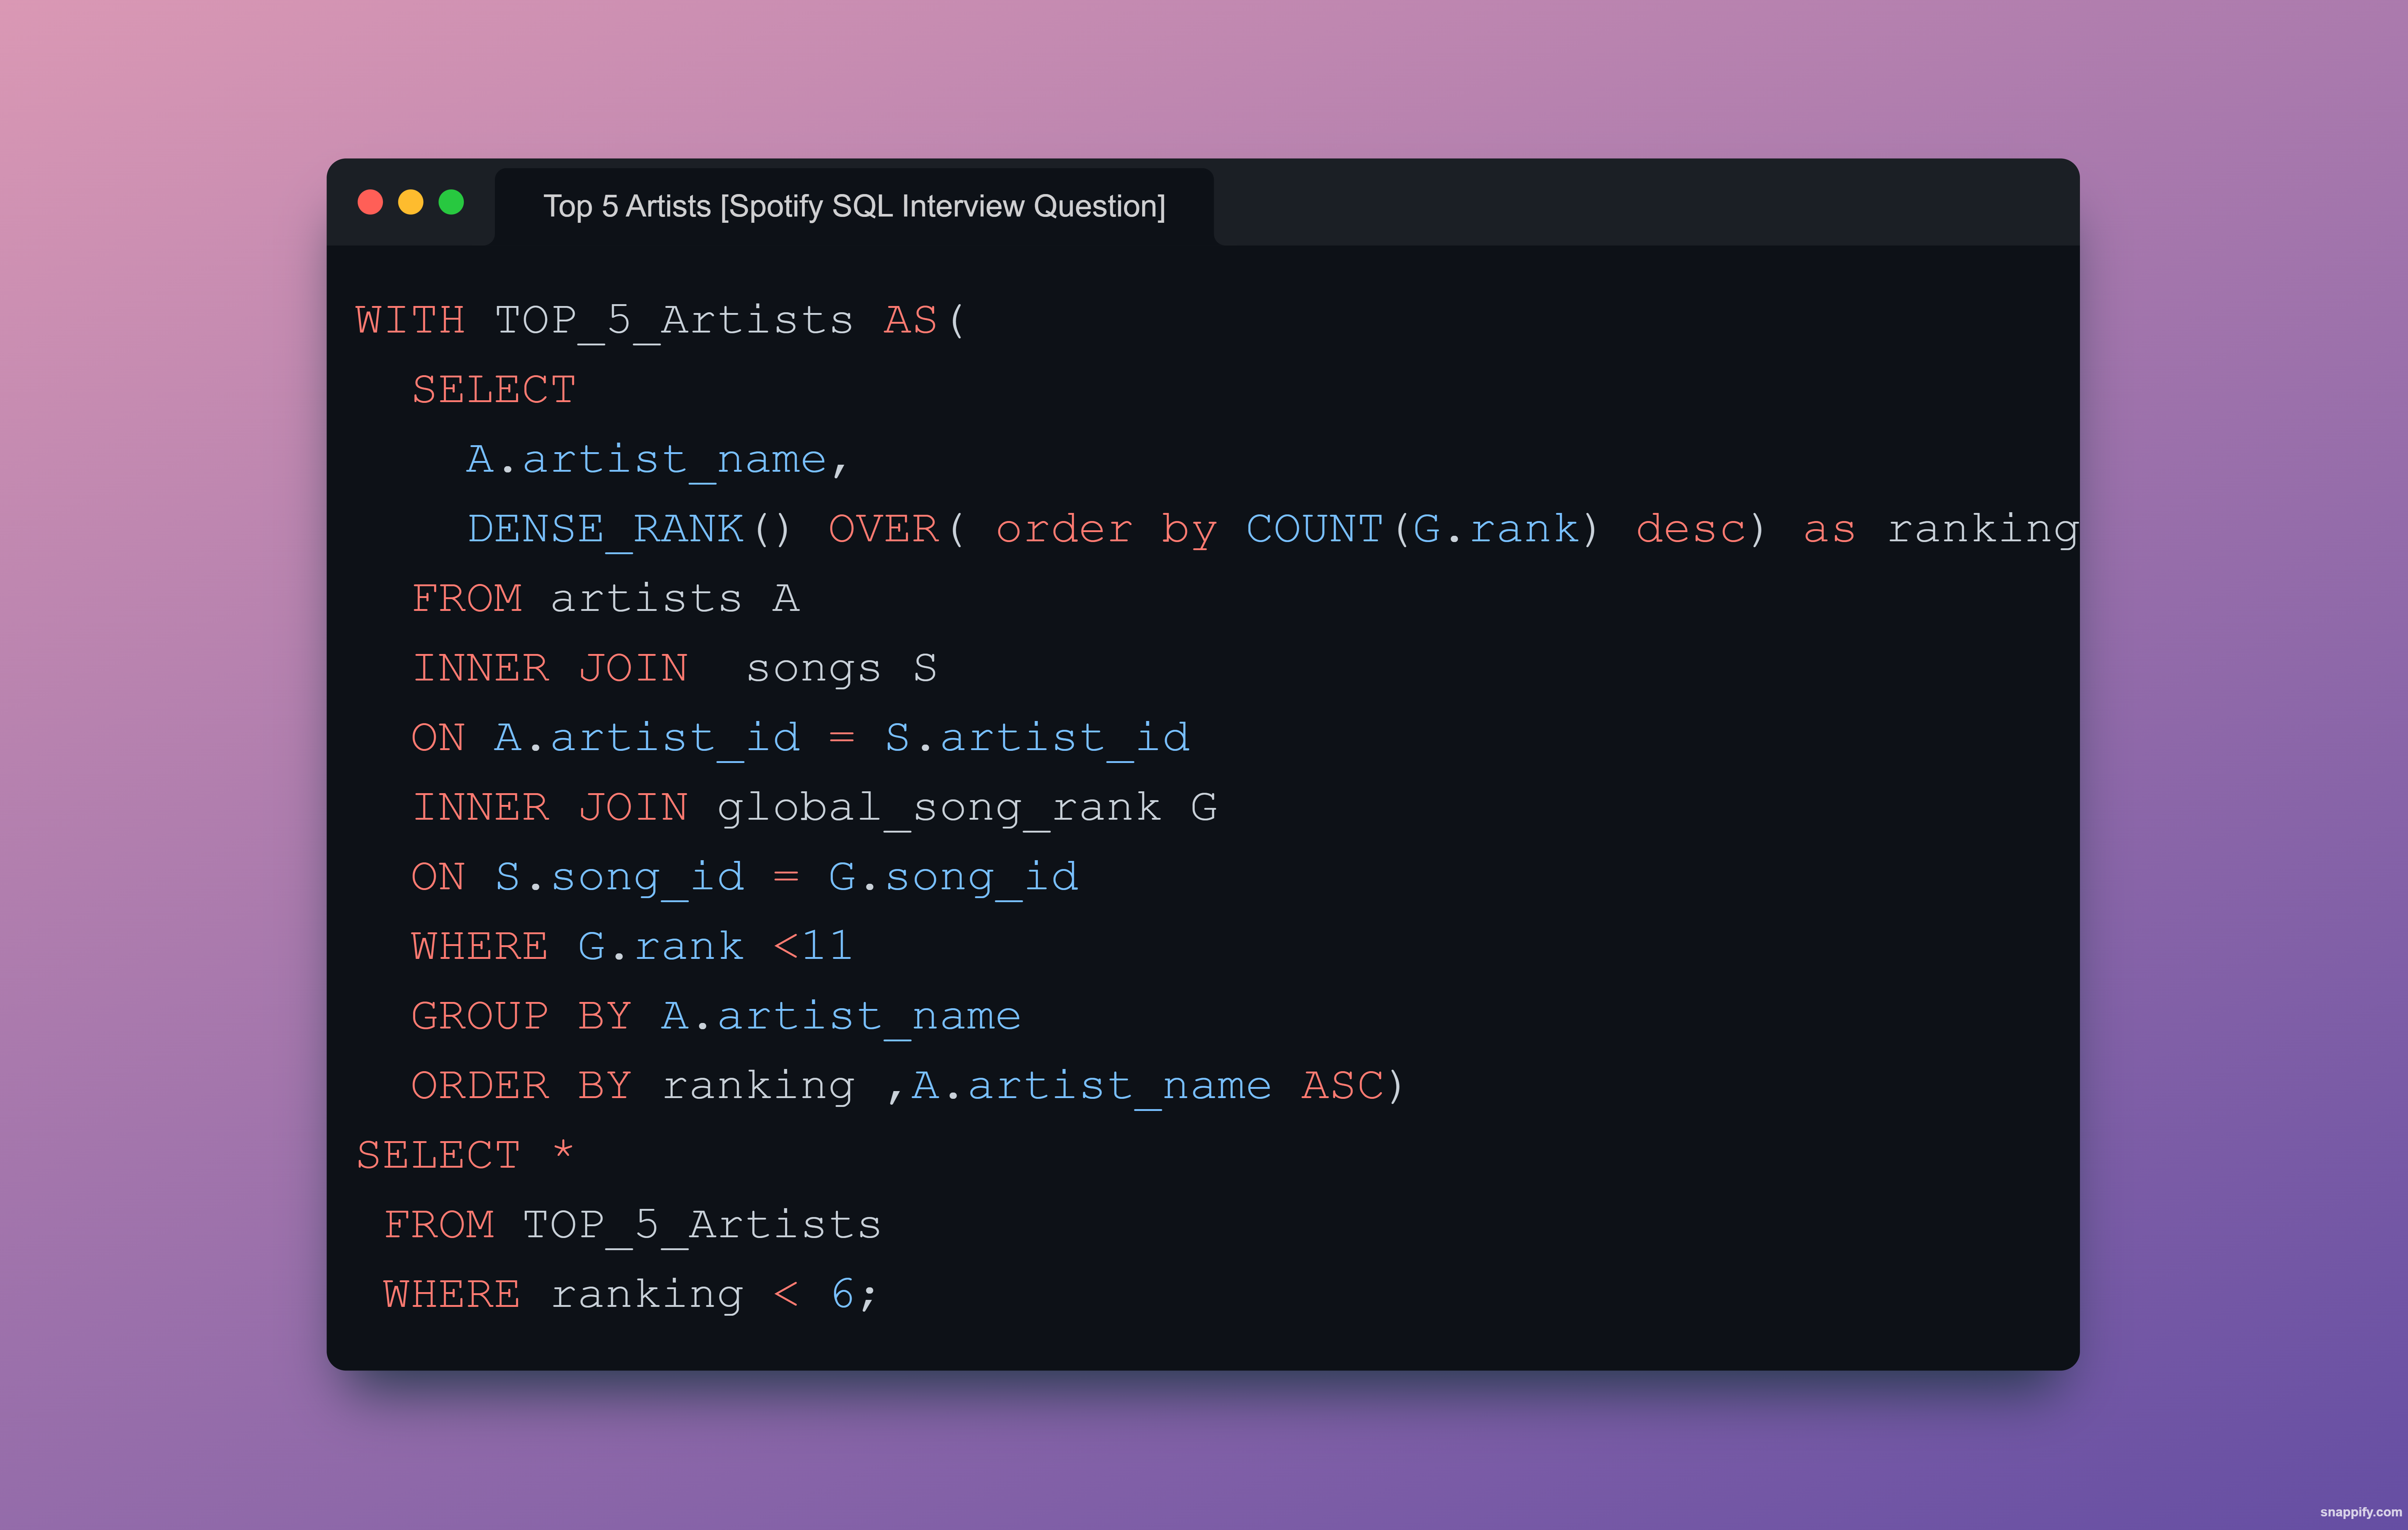 Top 5 Artists [Spotify SQL Interview Question]
WITH TOP_5_Artists AS(
SELECT
A.artist_name,
DENSE_RANK() OVER( order by COUNT(G.rank) desc) as ranking
FROM artists A
INNER JOIN  songs S
ON A.artist_id = S.artist_id
INNER JOIN global_song_rank G
ON S.song_id = G.song_id
WHERE G.rank <11
GROUP BY A.artist_name
ORDER BY ranking ,A.artist_name ASC)
SELECT *
FROM TOP_5_Artists
WHERE ranking < 6;
snappify.com